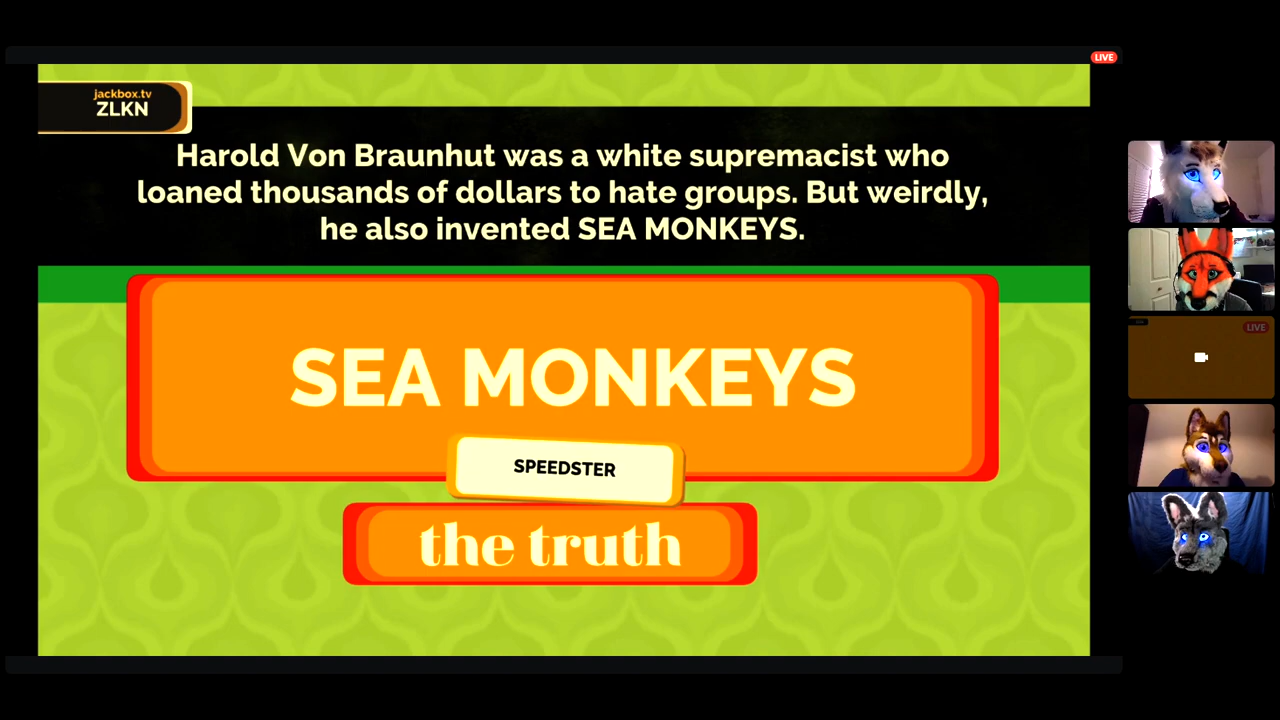 LIVE
jackbox.tv
ZLKN
Harold Von Braunhut was a white supremacist who
loaned thousands of dollars to hate groups. But weirdly,
he also invented SEA MONKEYS.
SEA MONKEYS
SPEEDSTER
the truth
LIVE